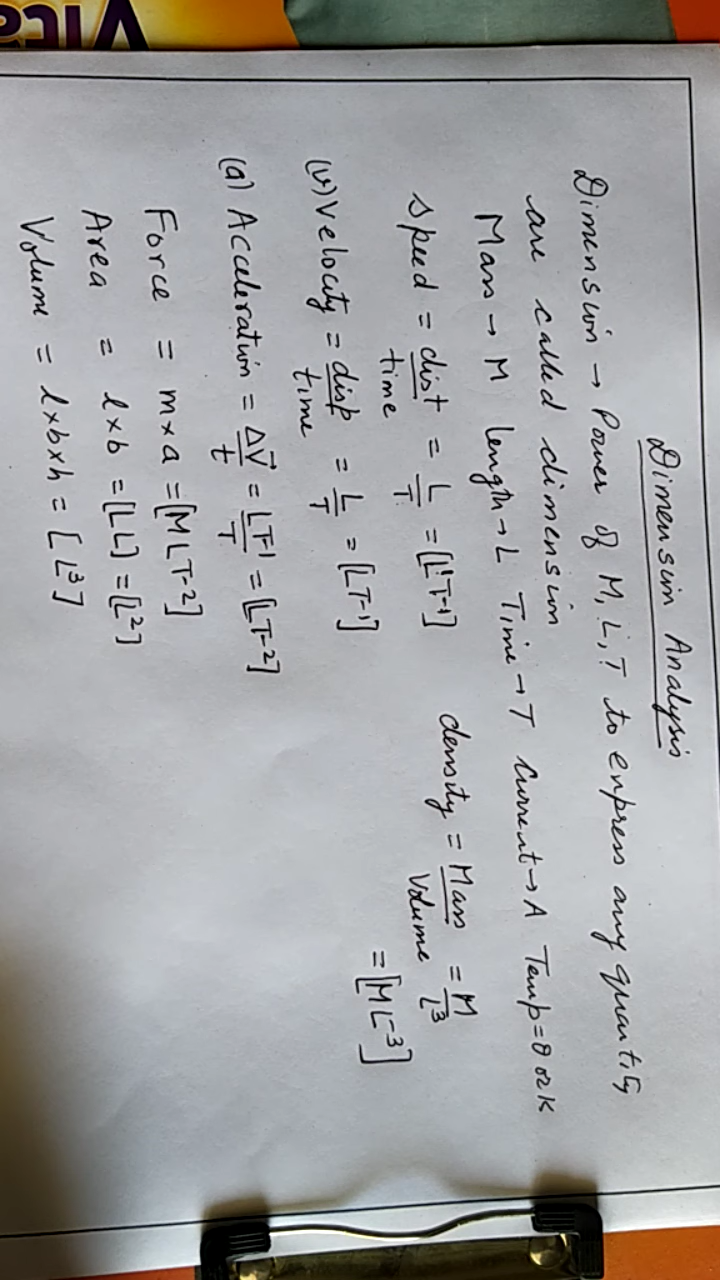 Dimension Analysis
Dimension → Power of M, L, T to express any quantity
are called dimension
Mass → M length → L Time → T Current → A Temp = θ or K
Speed = dist/time = L/T = [L¹T-1]
(v) Velocity = disp/time = L/T = [LT-1]
(a) Acceleration = Δv⃗/t = LT-1/T = [LT-2]
Force = m×a = [MLT-2]
Area = l×b = [LL] = [L²]
Volume = l×b×h = [L³]
density = Mass/Volume = M/L³
= [ML-³]
Vita